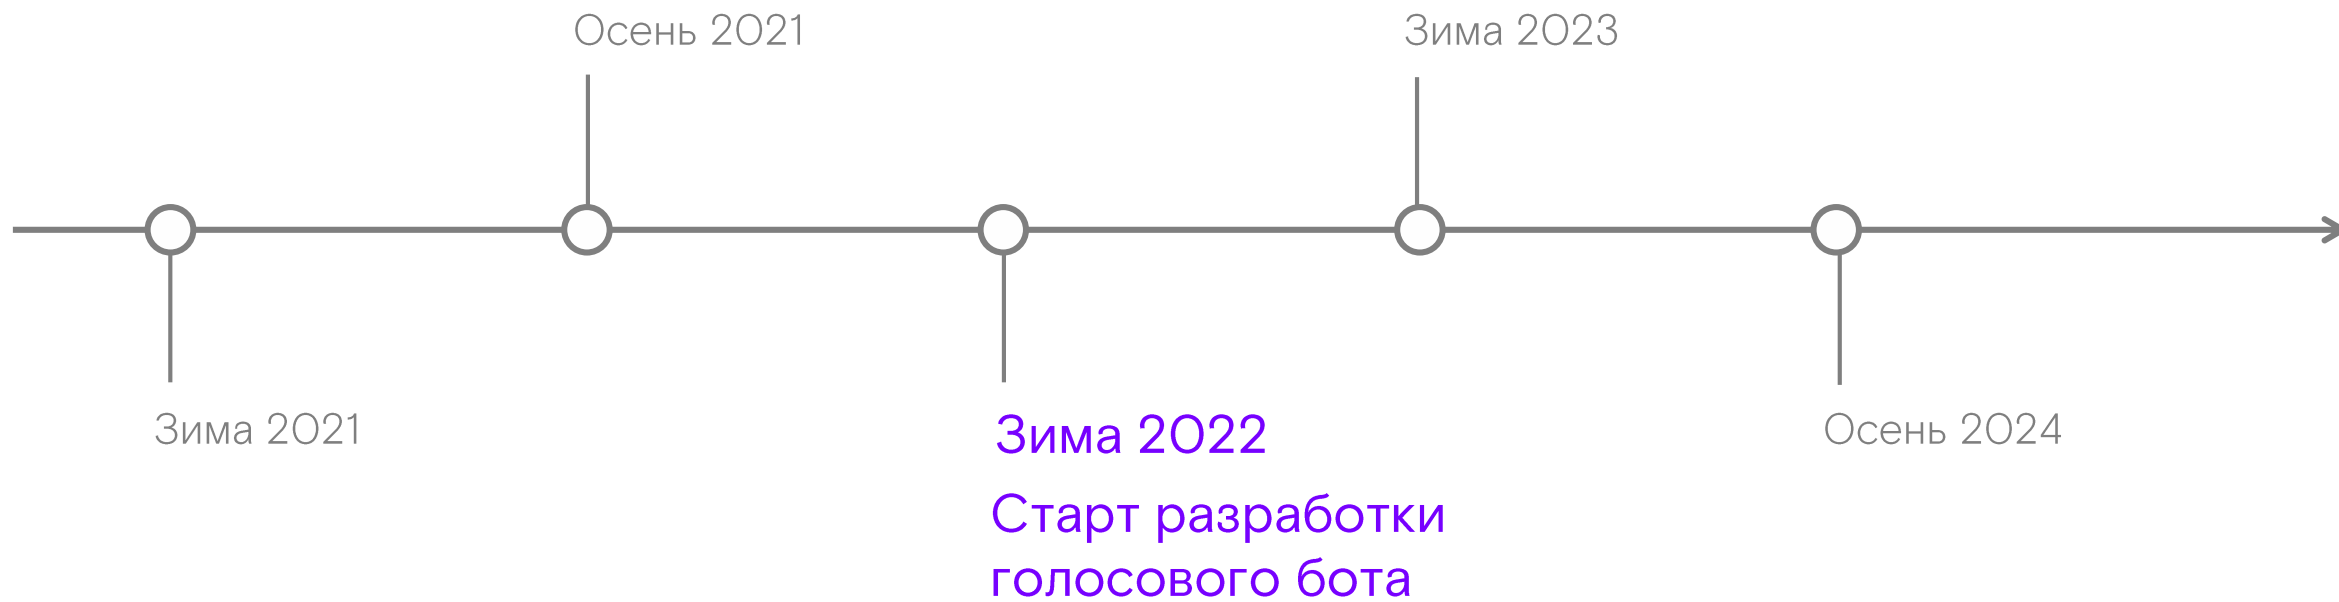 Осень 2021
Зима 2023
Зима 2021
Зима 2022
Осень 2024
Старт разработки
голосового бота